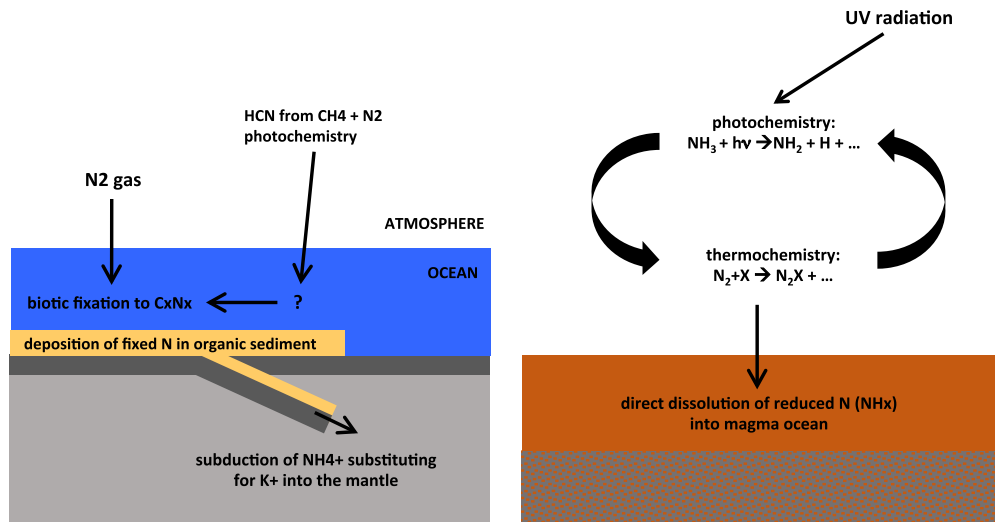 HCN from CH4 + N2
photochemistry
N2 gas
ATMOSPHERE
OCEAN
biotic fixation to CxNx
?
deposition of fixed N in organic sediment
subduction of NH4+ substituting
for K+ into the mantle
UV radiation
photochemistry:
NH₃ + hν →NH₂ + H + ...
thermochemistry:
N₂+X → N₂X + ...
direct dissolution of reduced N (NHx)
into magma ocean